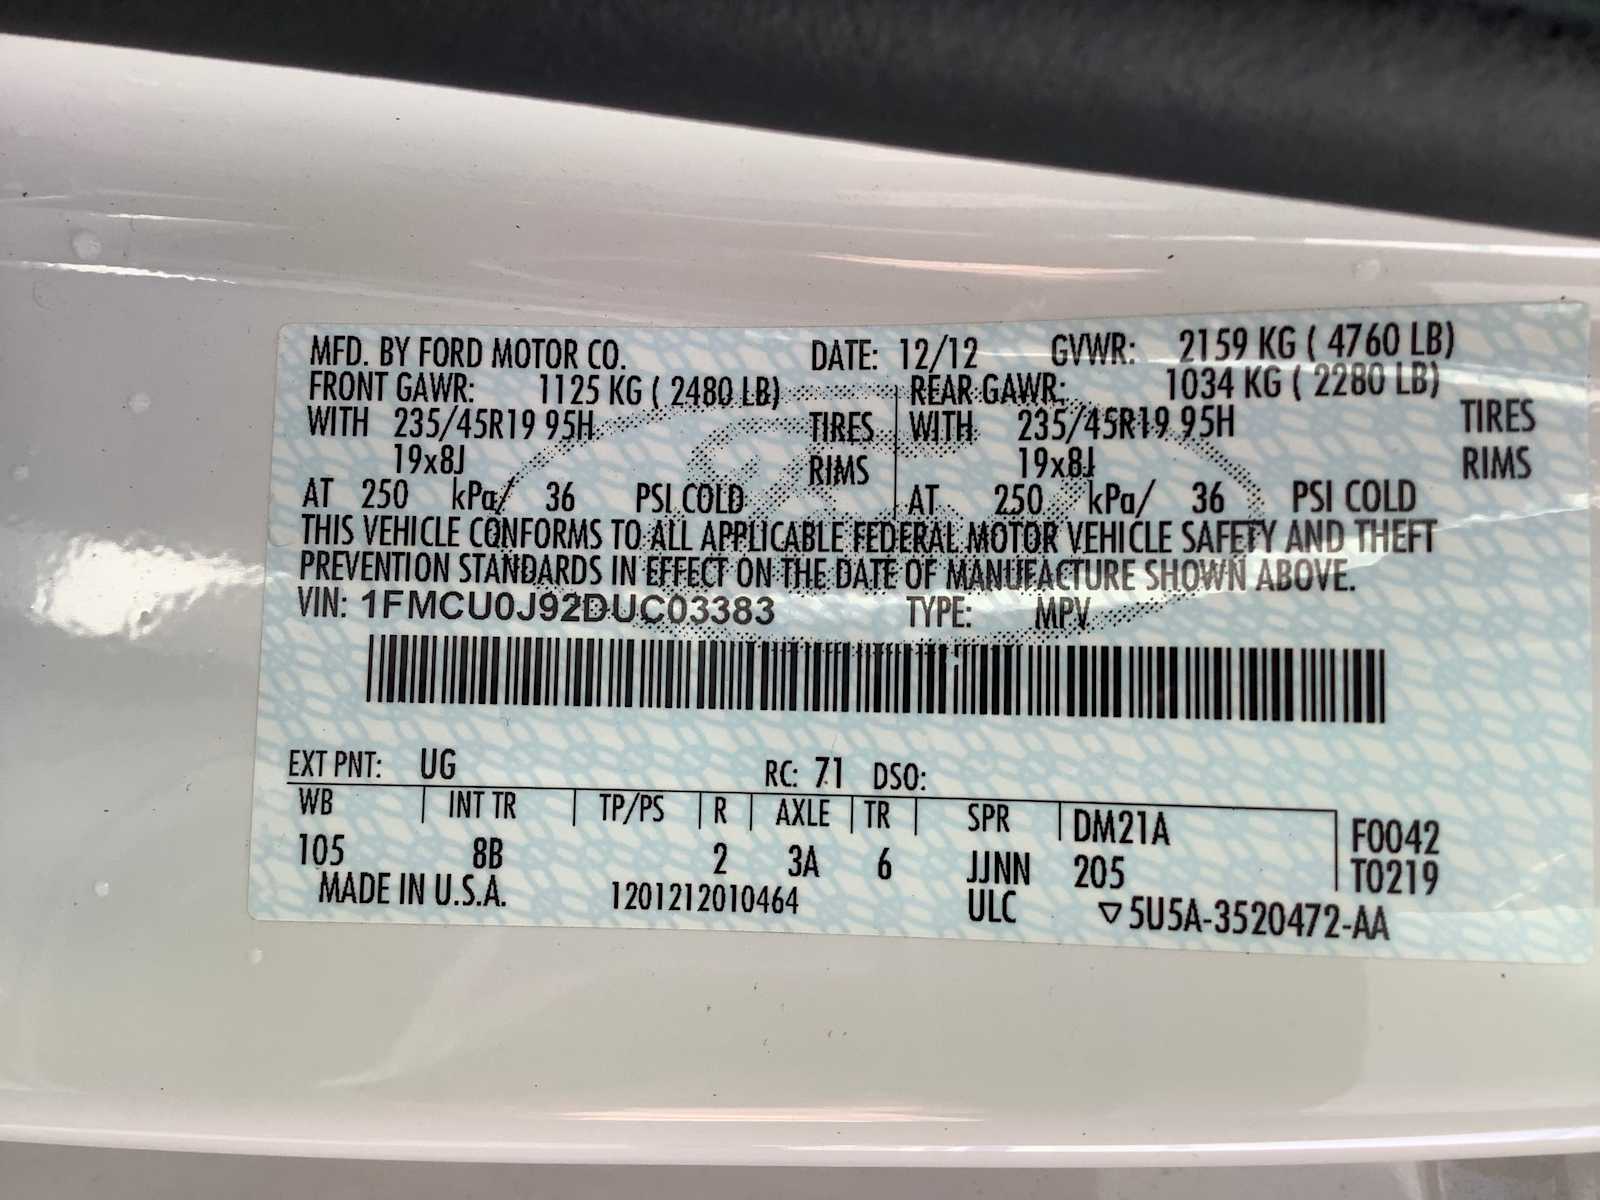 MFD. BY FORD MOTOR CO. DATE: 12/12 GVWR: 2159 KG ( 4760 LB)
FRONT GAWR: 1125 KG ( 2480 LB) REAR GAWR: 1034 KG ( 2280 LB)
WITH 235/45R19 95H TIRES WITH 235/45R19 95H TIRES
19x8J RIMS 19x8J RIMS
AT 250 kPa/ 36 PSI COLD AT 250 kPa/ 36 PSI COLD
THIS VEHICLE CONFORMS TO ALL APPLICABLE FEDERAL MOTOR VEHICLE SAFETY AND THEFT
PREVENTION STANDARDS IN EFFECT ON THE DATE OF MANUFACTURE SHOWN ABOVE.
VIN: 1FMCU0J92DUC03383 TYPE: MPV
EXT PNT: UG RC: 71 DSO:
WB INT TR TP/PS R AXLE TR SPR DM21A F0042
105 8B 2 3A 6 JJNN 205 T0219
MADE IN U.S.A. 1201212010464 ULC ▽5U5A-3520472-AA